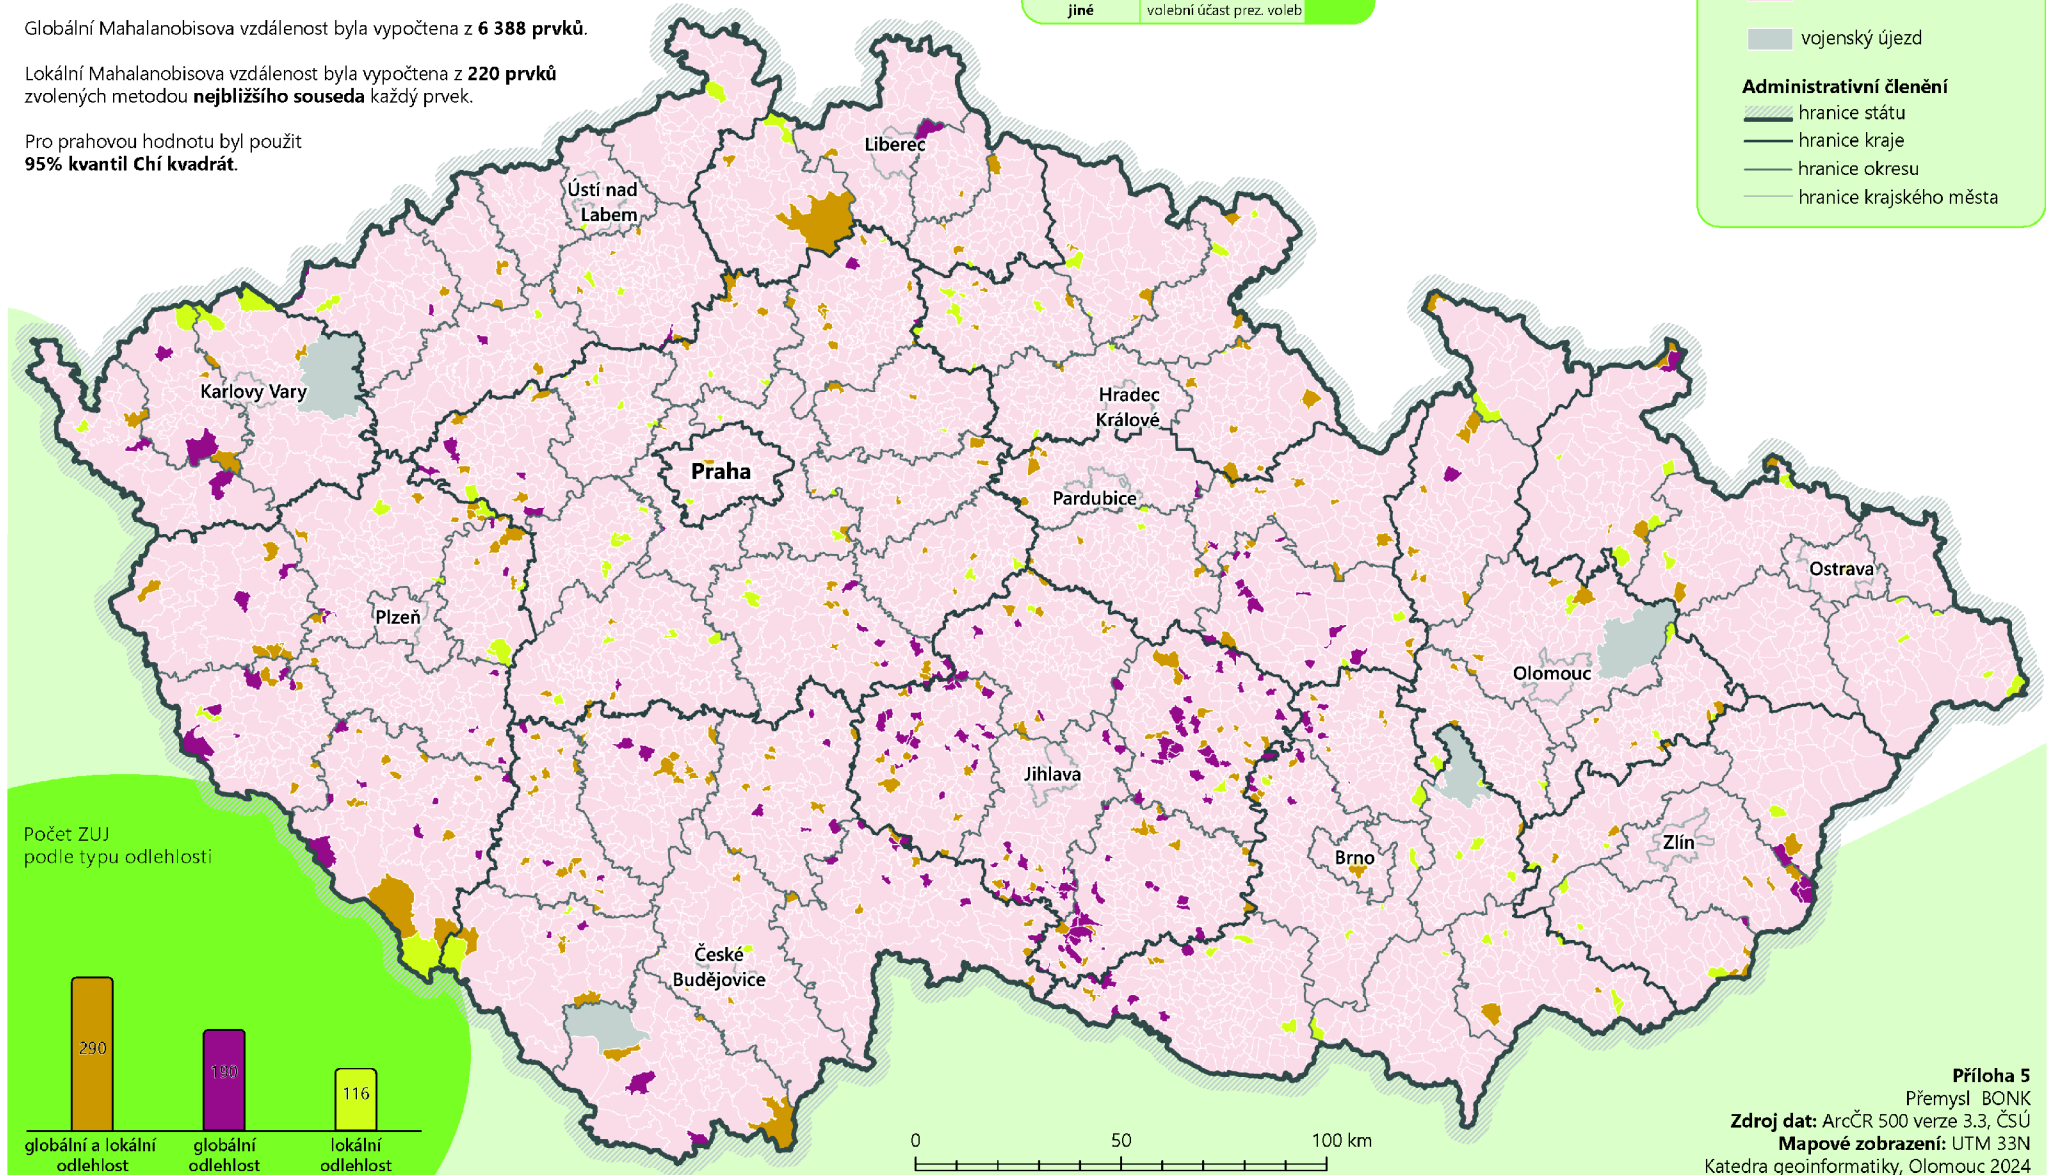 Globální Mahalanobisova vzdálenost byla vypočtena z 6 388 prvků.
Lokální Mahalanobisova vzdálenost byla vypočtena z 220 prvků
zvolených metodou nejbližšího souseda každý prvek.
Pro prahovou hodnotu byl použit
95% kvantil Chí kvadrát.
jiné
volební účast prez. voleb
vojenský újezd
Administrativní členění
hranice státu
hranice kraje
hranice okresu
hranice krajského města
Liberec
Ústí nad
Labem
Karlovy Vary
Hradec
Králové
Praha
Pardubice
Ostrava
Plzeň
Olomouc
Jihlava
Brno
Zlín
České
Budějovice
Počet ZUJ
podle typu odlehlosti
290
190
116
globální a lokální
odlehlost
globální
odlehlost
lokální
odlehlost
0
50
100 km
Příloha 5
Přemysl BONK
Zdroj dat: ArcČR 500 verze 3.3, ČSÚ
Mapové zobrazení: UTM 33N
Katedra geoinformatiky, Olomouc 2024